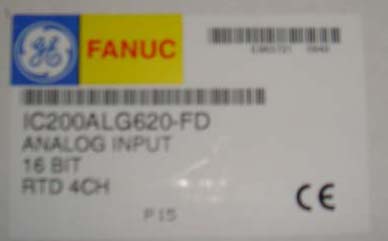 GE FANUC
IC200ALG620-FD
ANALOG INPUT
16 BIT
RTD 4CH
P15
CE